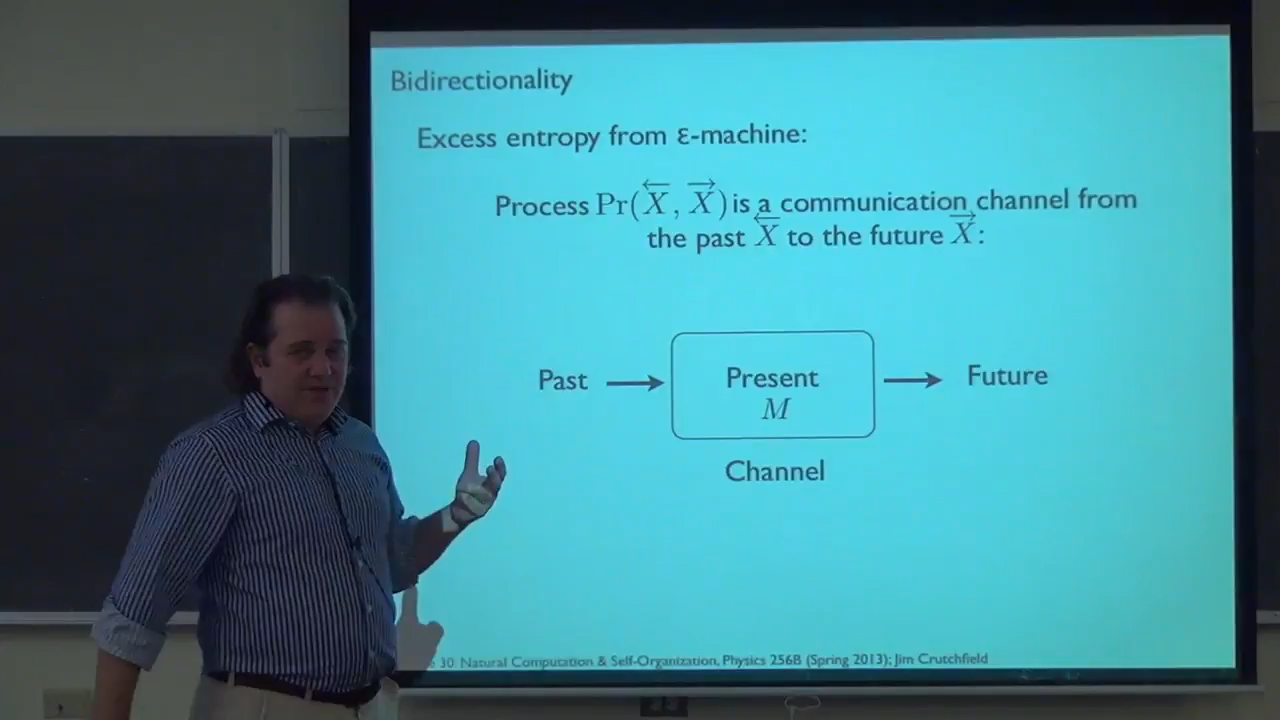 Bidirectionality
Excess entropy from ε-machine:
Process Pr(←X, →X) is a communication channel from
the past ←X to the future →X:
Past
Present
M
Future
Channel
30: Natural Computation & Self-Organization, Physics 256B (Spring 2013); Jim Crutchfield